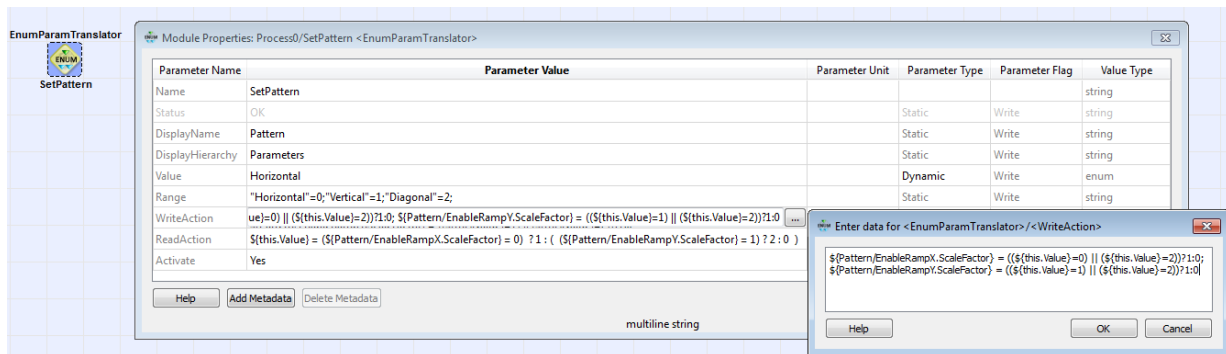 EnumParamTranslator
ENUM
SetPattern
Module Properties: Process0/SetPattern <EnumParamTranslator>
Parameter Name Parameter Value Parameter Unit Parameter Type Parameter Flag Value Type
Name SetPattern string
Status OK Static Write string
DisplayName Pattern Static Write string
DisplayHierarchy Parameters Static Write string
Value Horizontal Dynamic Write enum
Range "Horizontal"=0;"Vertical"=1;"Diagonal"=2; Static Write string
WriteAction ue}=0) || (${this.Value}=2))?1:0; ${Pattern/EnableRampY.ScaleFactor} = ((${this.Value}=1) || (${this.Value}=2))?1:0 ...
ReadAction ${this.Value} = (${Pattern/EnableRampX.ScaleFactor} = 0) ? 1 : ( (${Pattern/EnableRampY.ScaleFactor} = 1) ? 2 : 0 )
Activate Yes
Help Add Metadata Delete Metadata
multiline string
Enter data for <EnumParamTranslator>/<WriteAction>
${Pattern/EnableRampX.ScaleFactor} = ((${this.Value}=0) || (${this.Value}=2))?1:0;
${Pattern/EnableRampY.ScaleFactor} = ((${this.Value}=1) || (${this.Value}=2))?1:0
Help OK Cancel